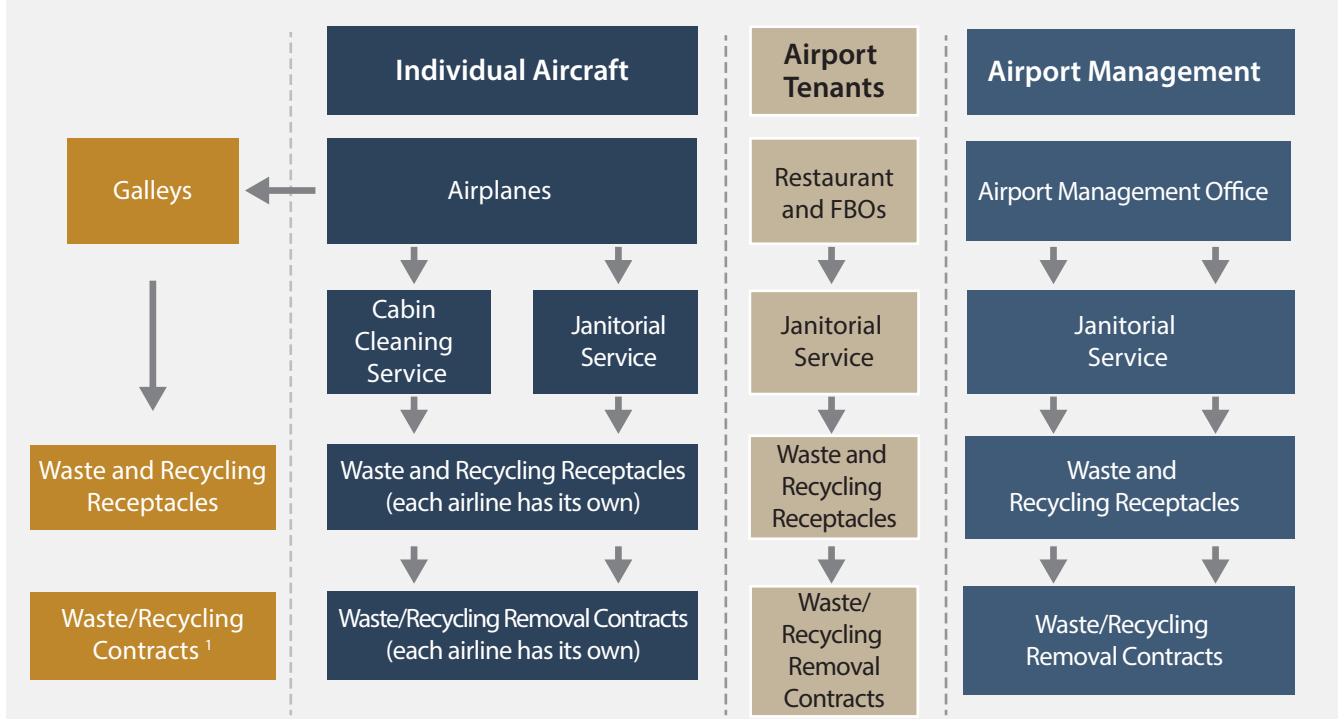 Individual Aircraft
Airport
Tenants
Airport Management
Galleys
Airplanes
Restaurant
and FBOs
Airport Management Office
Cabin
Cleaning
Service
Janitorial
Service
Janitorial
Service
Janitorial
Service
Waste and Recycling
Receptacles
Waste and Recycling Receptacles
(each airline has its own)
Waste and
Recycling
Receptacles
Waste and
Recycling Receptacles
Waste/Recycling
Contracts 1
Waste/Recycling Removal Contracts
(each airline has its own)
Waste/
Recycling
Removal
Contracts
Waste/Recycling
Removal Contracts